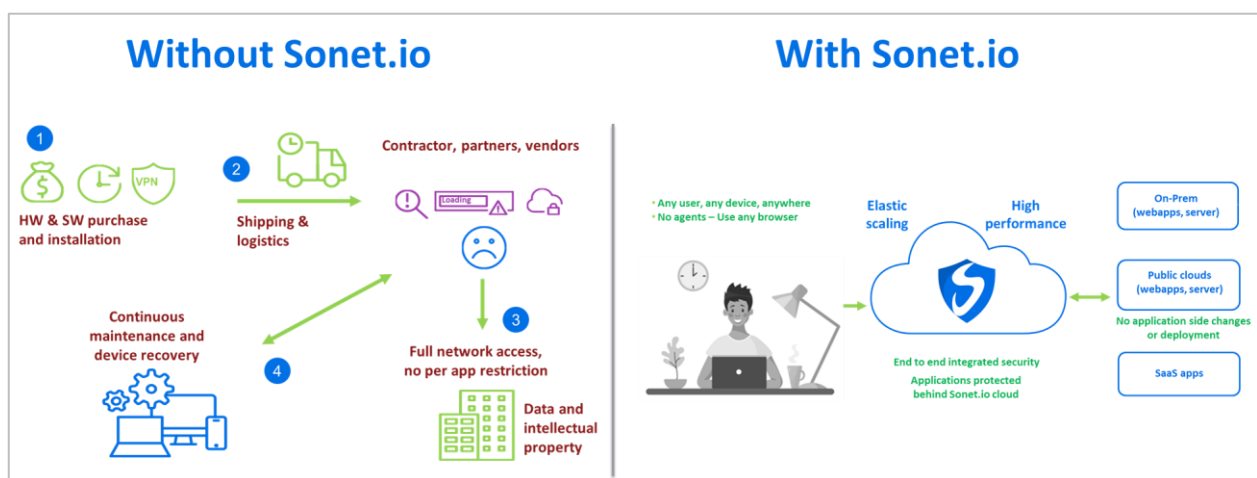 Without Sonet.io
1
VPN
HW & SW purchase
and installation
2
Shipping &
logistics
Contractor, partners, vendors
Loading
3
Full network access,
no per app restriction
Data and
intellectual
property
Continuous
maintenance and
device recovery
4
With Sonet.io
• Any user, any device, anywhere
• No agents – Use any browser
Elastic
scaling
High
performance
End to end integrated security
Applications protected
behind Sonet.io cloud
On-Prem
(webapps, server)
Public clouds
(webapps, server)
No application side changes
or deployment
SaaS apps